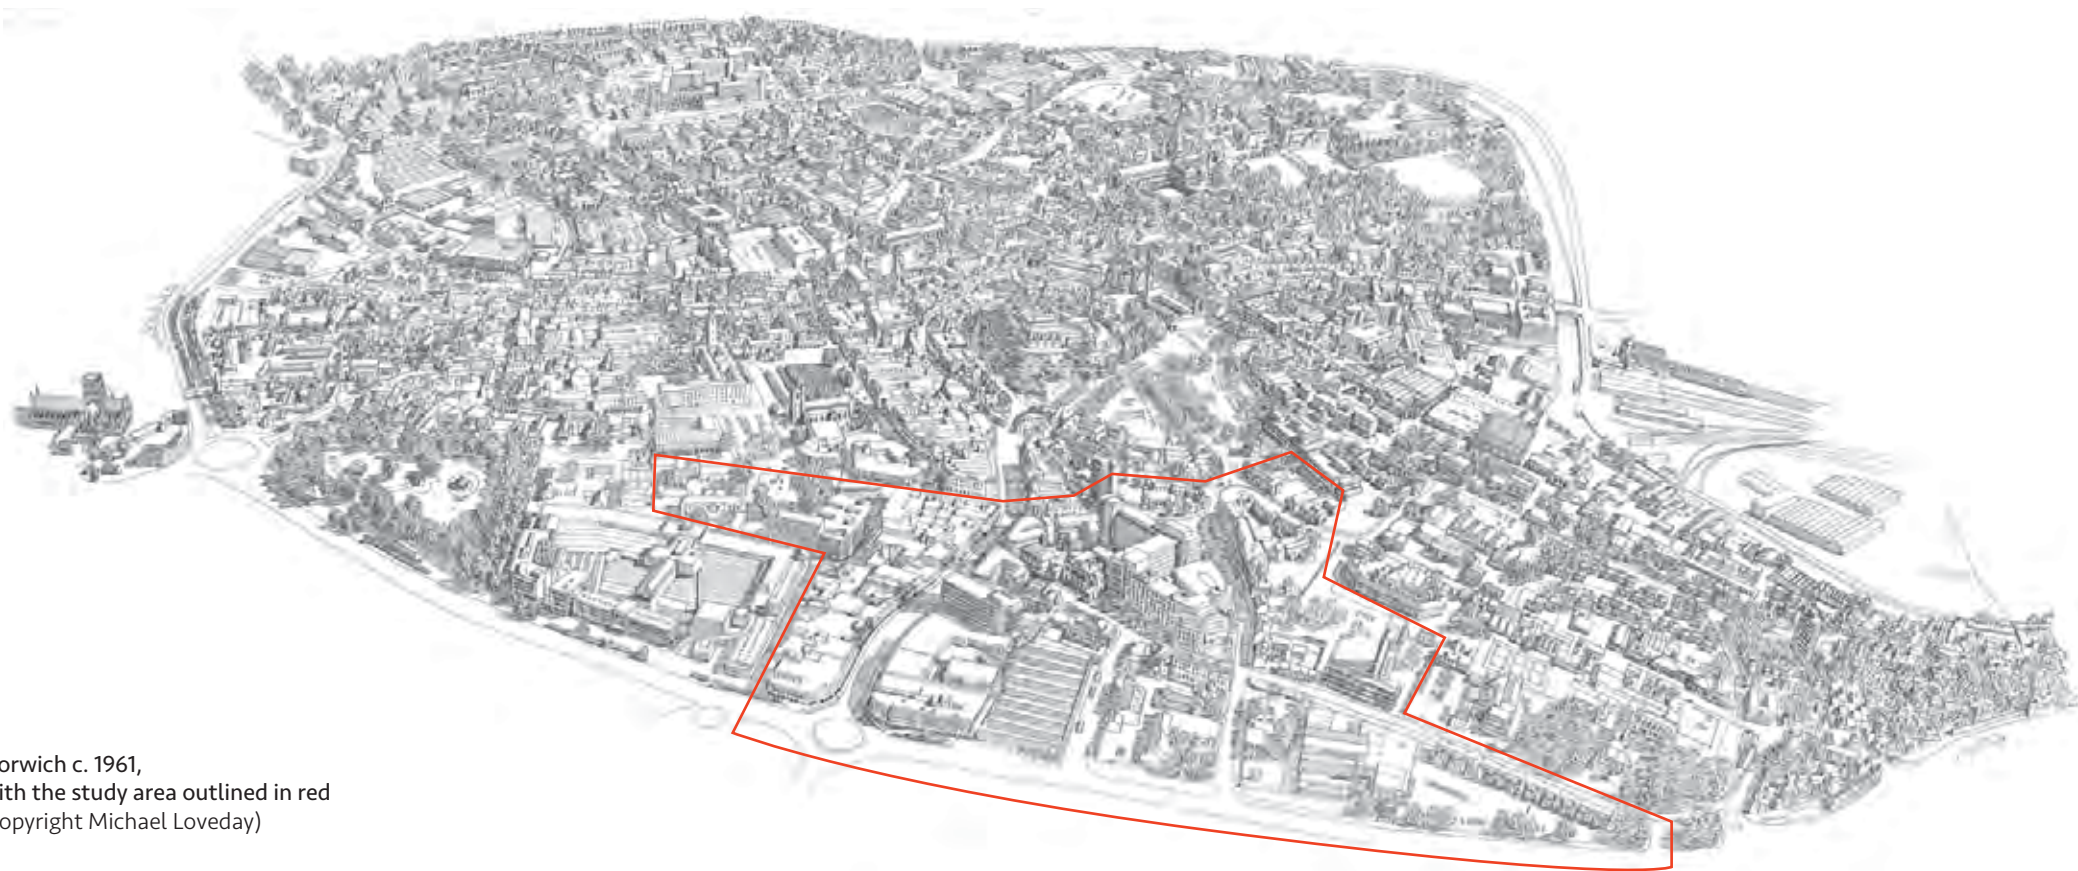 orwich c. 1961,
ith the study area outlined in red
opyright Michael Loveday)